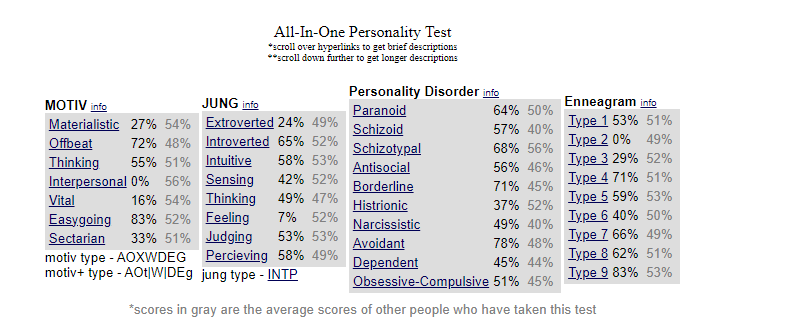 All-In-One Personality Test
*scroll over hyperlinks to get brief descriptions
**scroll down further to get longer descriptions
MOTIV info
Materialistic 27% 54%
Offbeat 72% 48%
Thinking 55% 51%
Interpersonal 0% 56%
Vital 16% 54%
Easygoing 83% 52%
Sectarian 33% 51%
motiv type - AOXWDEG
motiv+ type - AOt|W|DEg
JUNG info
Extroverted 24% 49%
Introverted 65% 52%
Intuitive 58% 53%
Sensing 42% 52%
Thinking 49% 47%
Feeling 7% 52%
Judging 53% 53%
Percieving 58% 49%
jung type - INTP
Personality Disorder info
Paranoid 64% 50%
Schizoid 57% 40%
Schizotypal 68% 56%
Antisocial 56% 46%
Borderline 71% 45%
Histrionic 37% 52%
Narcissistic 49% 40%
Avoidant 78% 48%
Dependent 45% 44%
Obsessive-Compulsive 51% 45%
Enneagram info
Type 1 53% 51%
Type 2 0% 49%
Type 3 29% 52%
Type 4 71% 51%
Type 5 59% 53%
Type 6 40% 50%
Type 7 66% 49%
Type 8 62% 51%
Type 9 83% 53%
*scores in gray are the average scores of other people who have taken this test